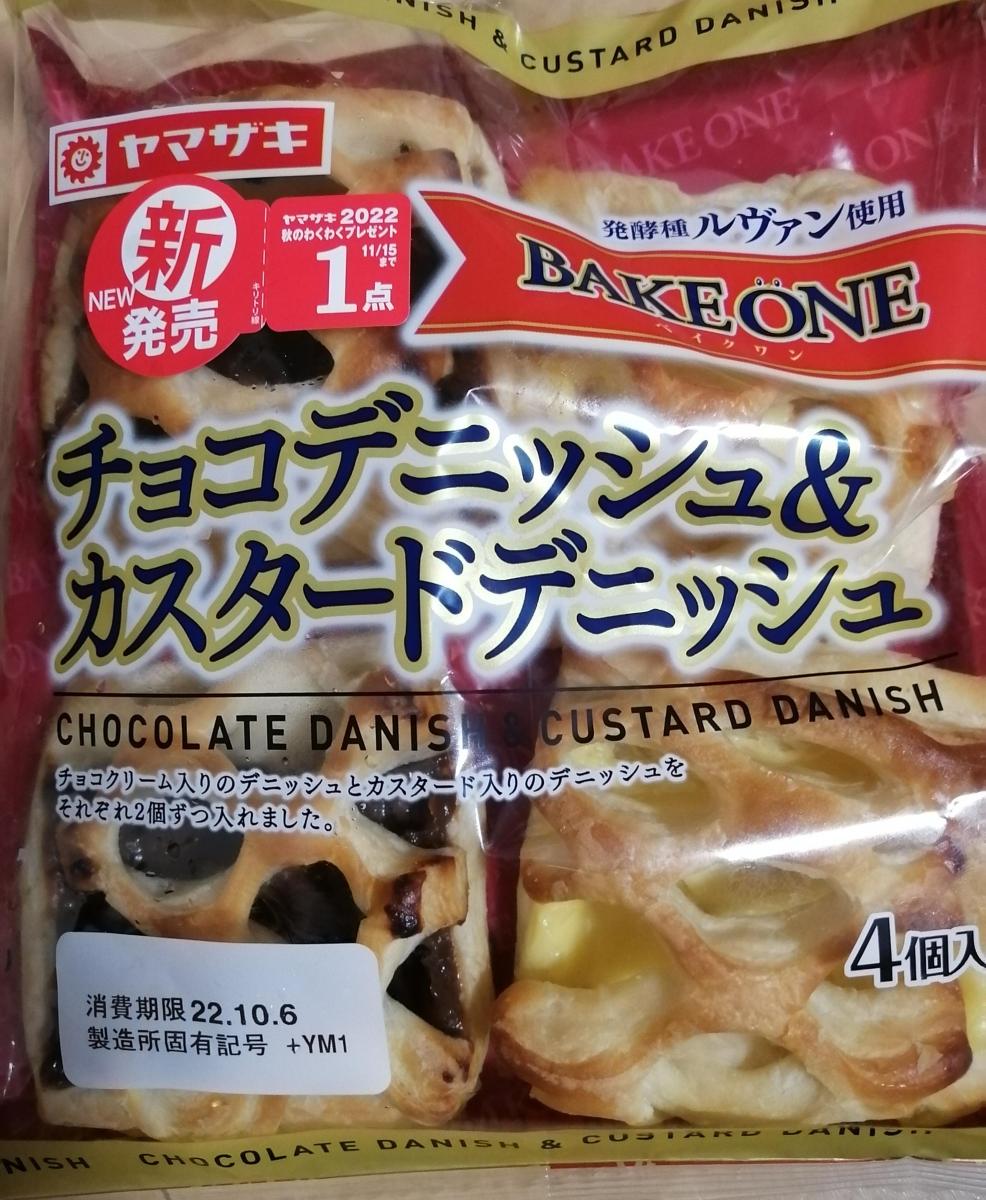 NISH & CUSTARD DANISH
ヤマザキ
新
NEW
発売
キリトリ線
ヤマザキ2022
秋のわくわくプレゼント
11/15
まで
1点
発酵種 ルヴァン使用
BAKE ÖNE
ベイクワン
BAKE ONE
チョコデニッシュ&
カスタードデニッシュ
CHOCOLATE DANISH & CUSTARD DANISH
チョコクリーム入りのデニッシュとカスタード入りのデニッシュを
それぞれ2個ずつ入れました。
4個入
消費期限 22.10.6
製造所固有記号 +YM1
NISH CHOCOLATE DANISH & CUSTARD DANISH